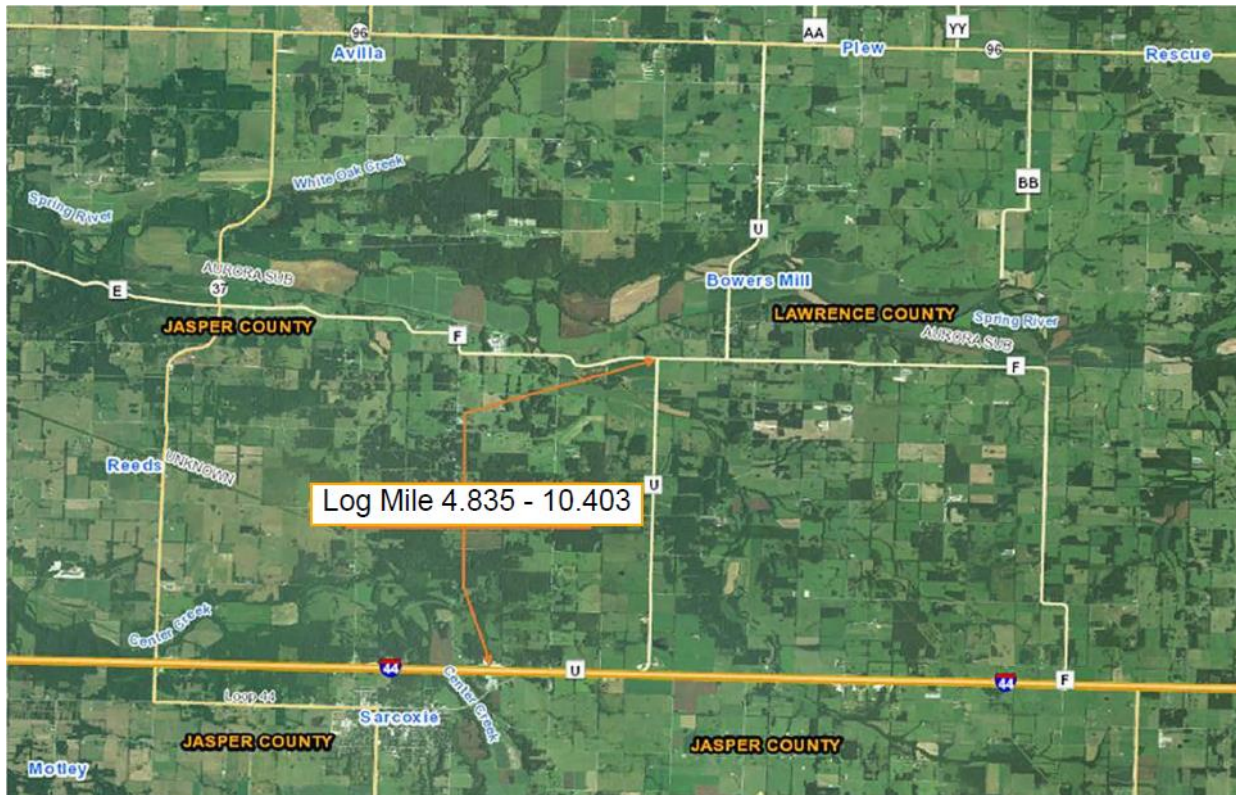 AA
YY
96
Avilla
Plew
96
Rescue
White Oak Creek
BB
Spring River
U
AURORA SUB
Bowers Mill
E
37
LAWRENCE COUNTY
Spring River
JASPER COUNTY
F
AURORA SUB
F
Reeds
UNKNOWN
U
Log Mile 4.835 - 10.403
Center Creek
44
U
Center Creek
44
F
Loop 44
Sarcoxie
JASPER COUNTY
JASPER COUNTY
Motley